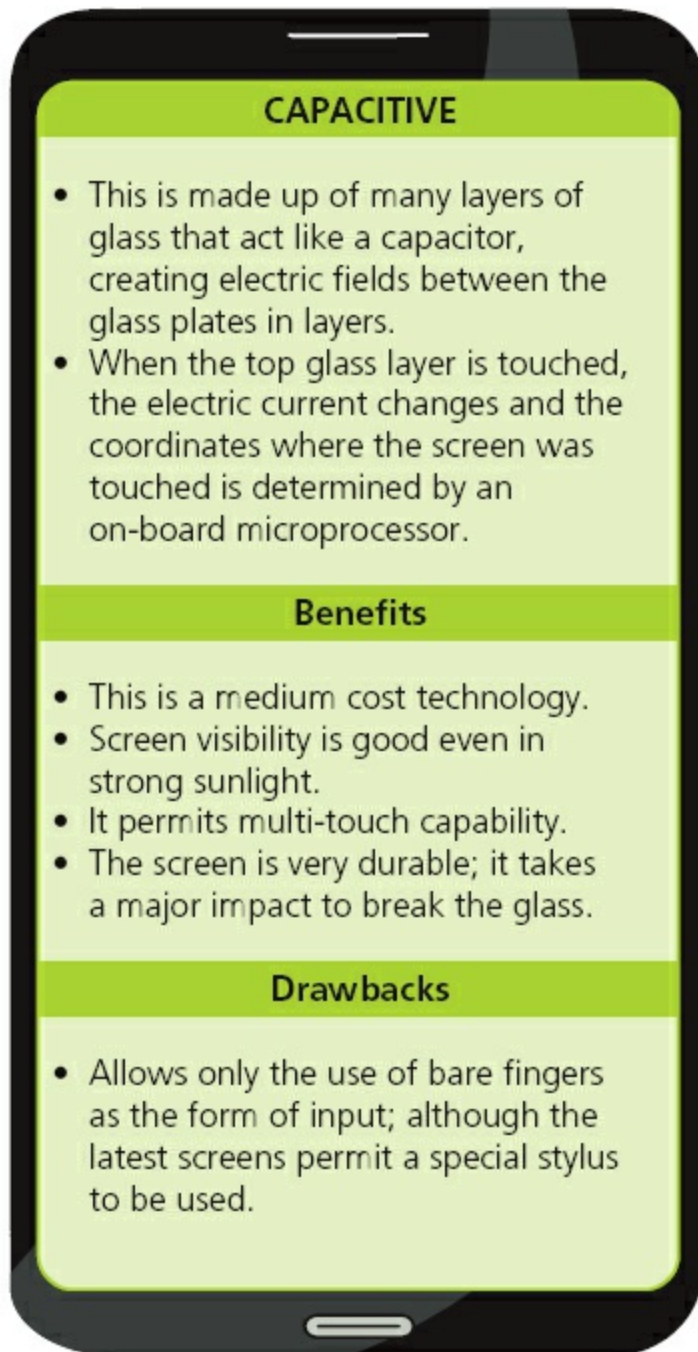 CAPACITIVE
• This is made up of many layers of
glass that act like a capacitor,
creating electric fields between the
glass plates in layers.
• When the top glass layer is touched,
the electric current changes and the
coordinates where the screen was
touched is determined by an
on-board microprocessor.
Benefits
• This is a medium cost technology.
• Screen visibility is good even in
strong sunlight.
• It permits multi-touch capability.
• The screen is very durable; it takes
a major impact to break the glass.
Drawbacks
• Allows only the use of bare fingers
as the form of input; although the
latest screens permit a special stylus
to be used.